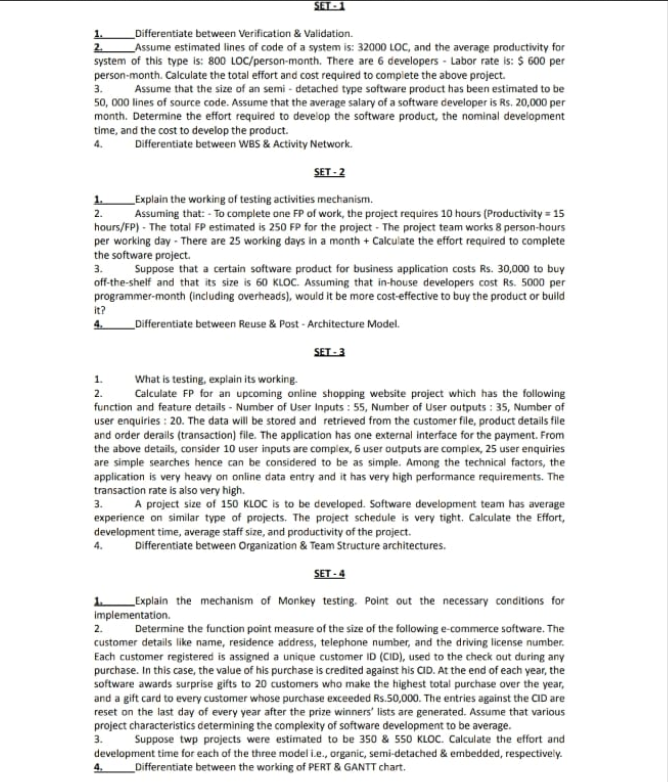 SET - 1
1. Differentiate between Verification & Validation.
2. Assume estimated lines of code of a system is: 32000 LOC, and the average productivity for
system of this type is: 800 LOC/person-month. There are 6 developers - Labor rate is: $ 600 per
person-month. Calculate the total effort and cost required to complete the above project.
3. Assume that the size of an semi - detached type software product has been estimated to be
50, 000 lines of source code. Assume that the average salary of a software developer is Rs. 20,000 per
month. Determine the effort required to develop the software product, the nominal development
time, and the cost to develop the product.
4. Differentiate between WBS & Activity Network.
SET - 2
1. Explain the working of testing activities mechanism.
2. Assuming that: - To complete one FP of work, the project requires 10 hours (Productivity = 15
hours/FP) - The total FP estimated is 250 FP for the project - The project team works 8 person-hours
per working day - There are 25 working days in a month + Calculate the effort required to complete
the software project.
3. Suppose that a certain software product for business application costs Rs. 30,000 to buy
off-the-shelf and that its size is 60 KLOC. Assuming that in-house developers cost Rs. 5000 per
programmer-month (including overheads), would it be more cost-effective to buy the product or build
it?
4. Differentiate between Reuse & Post - Architecture Model.
SET - 3
1. What is testing, explain its working.
2. Calculate FP for an upcoming online shopping website project which has the following
function and feature details - Number of User Inputs : 55, Number of User outputs : 35, Number of
user enquiries : 20. The data will be stored and retrieved from the customer file, product details file
and order derails (transaction) file. The application has one external interface for the payment. From
the above details, consider 10 user inputs are complex, 6 user outputs are complex, 25 user enquiries
are simple searches hence can be considered to be as simple. Among the technical factors, the
application is very heavy on online data entry and it has very high performance requirements. The
transaction rate is also very high.
3. A project size of 150 KLOC is to be developed. Software development team has average
experience on similar type of projects. The project schedule is very tight. Calculate the Effort,
development time, average staff size, and productivity of the project.
4. Differentiate between Organization & Team Structure architectures.
SET - 4
1. Explain the mechanism of Monkey testing. Point out the necessary conditions for
implementation.
2. Determine the function point measure of the size of the following e-commerce software. The
customer details like name, residence address, telephone number, and the driving license number.
Each customer registered is assigned a unique customer ID (CID), used to the check out during any
purchase. In this case, the value of his purchase is credited against his CID. At the end of each year, the
software awards surprise gifts to 20 customers who make the highest total purchase over the year,
and a gift card to every customer whose purchase exceeded Rs.50,000. The entries against the CID are
reset on the last day of every year after the prize winners' lists are generated. Assume that various
project characteristics determining the complexity of software development to be average.
3. Suppose twp projects were estimated to be 350 & 550 KLOC. Calculate the effort and
development time for each of the three model i.e., organic, semi-detached & embedded, respectively.
4. Differentiate between the working of PERT & GANTT chart.